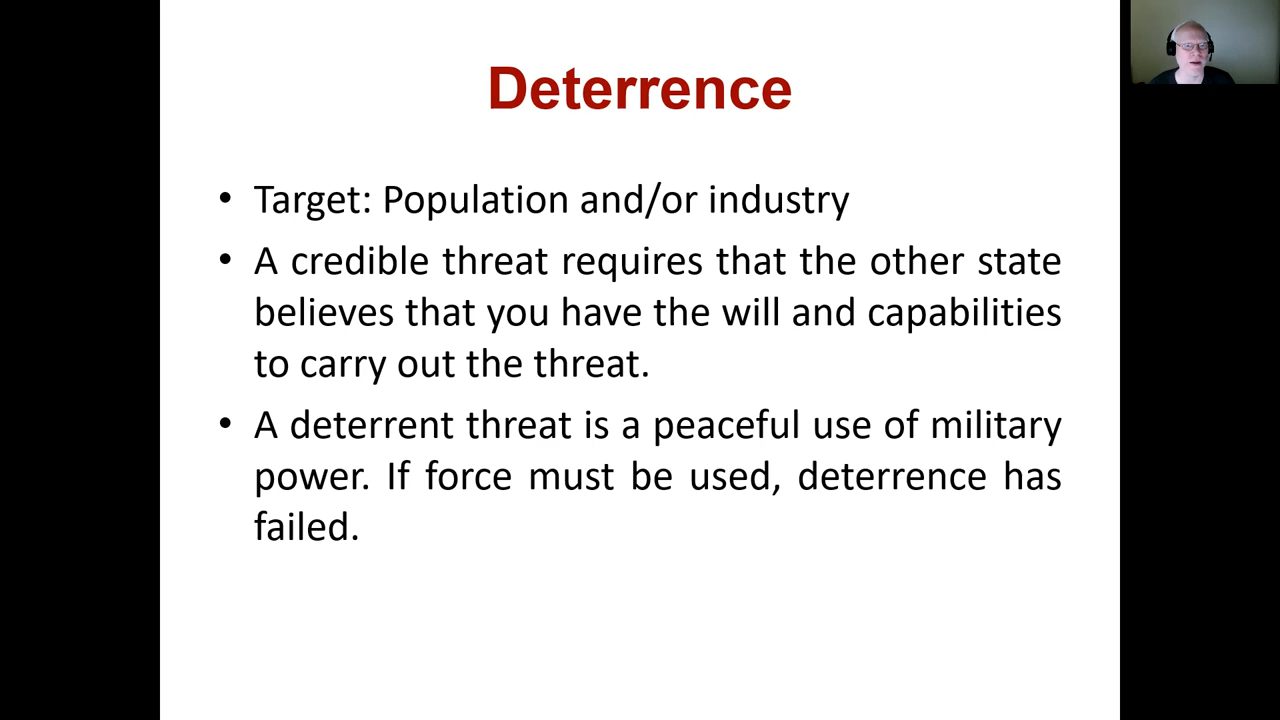 Deterrence
• Target: Population and/or industry
• A credible threat requires that the other state
believes that you have the will and capabilities
to carry out the threat.
• A deterrent threat is a peaceful use of military
power. If force must be used, deterrence has
failed.